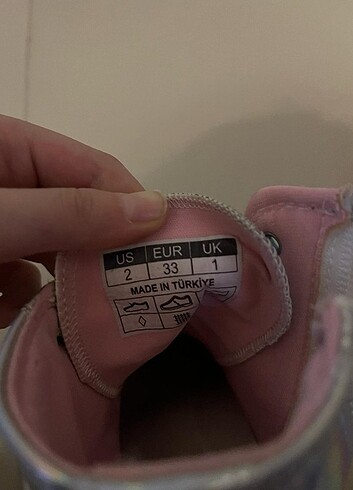 US EUR UK
2 33 1
MADE IN TÜRKİYE